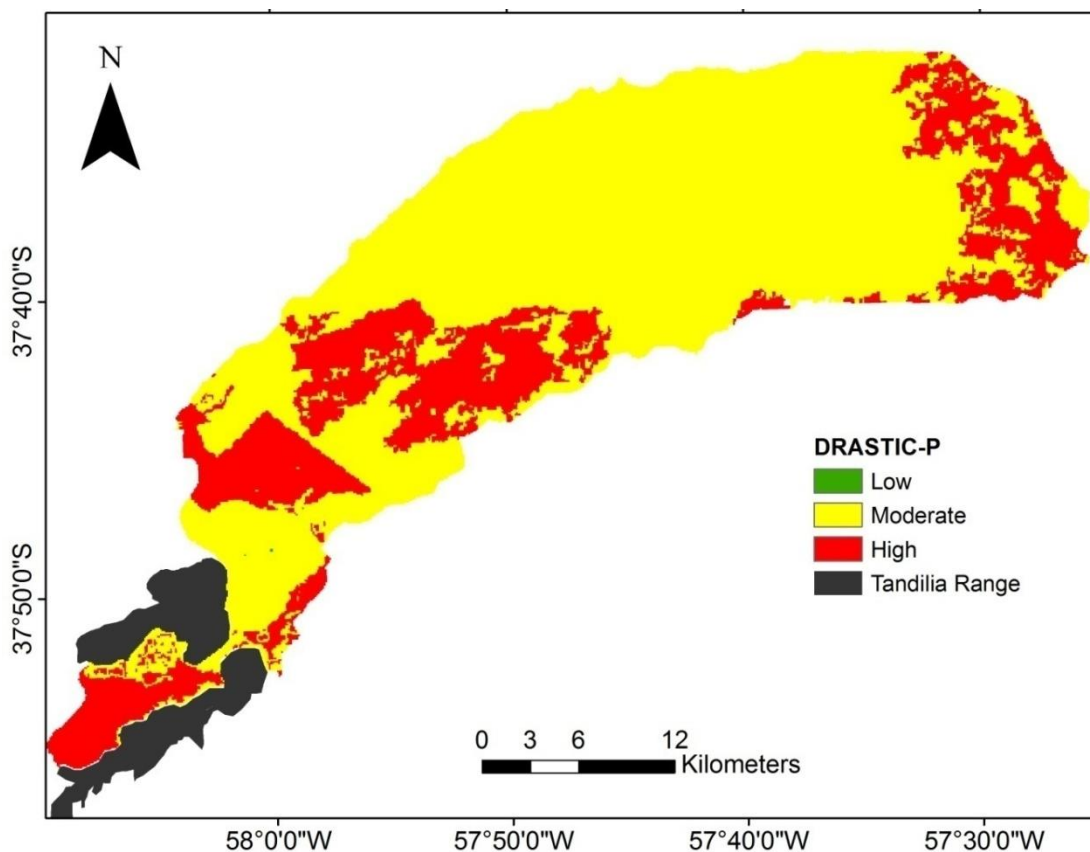 N
37°40'0"S
37°50'0"S
DRASTIC-P
Low
Moderate
High
Tandilia Range
0 3 6 12
Kilometers
58°0'0"W 57°50'0"W 57°40'0"W 57°30'0"W